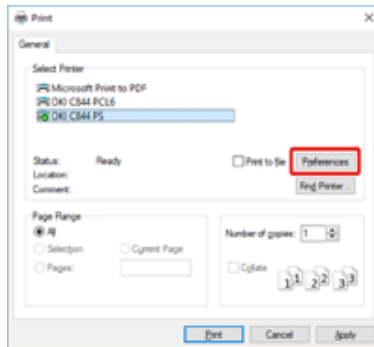 Print
General
Select Printer
Microsoft Print to PDF
OKI C844 PCL6
OKI C844 PS
Status: Ready
Print to file
Preferences
Location:
Comment:
Find Printer...
Page Range
All
Selection
Current Page
Pages:
Number of copies: 1
Collate
1 1 2 2 3 3
Print
Cancel
Apply